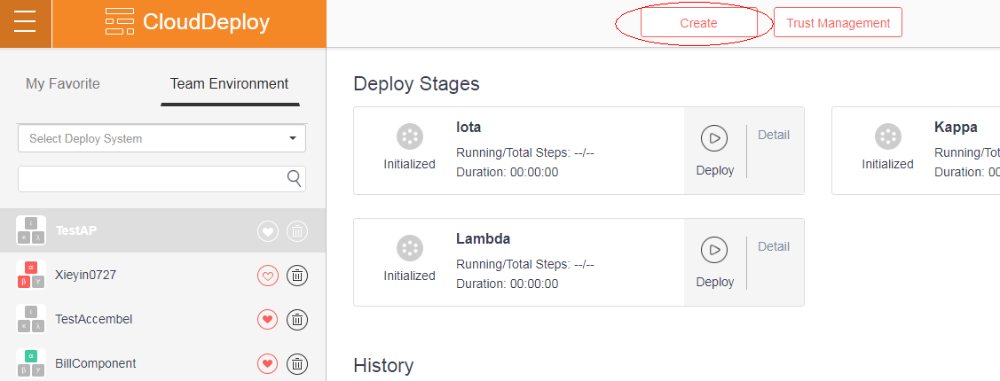 CloudDeploy
Create
Trust Management
My Favorite
Team Environment
Select Deploy System
TestAP
Xieyin0727
TestAccembel
BillComponent
Deploy Stages
Iota
Initialized
Running/Total Steps: --/--
Duration: 00:00:00
Deploy
Detail
Kappa
Initialized
Running/Tot
Duration: 00
Lambda
Initialized
Running/Total Steps: --/--
Duration: 00:00:00
Deploy
Detail
History